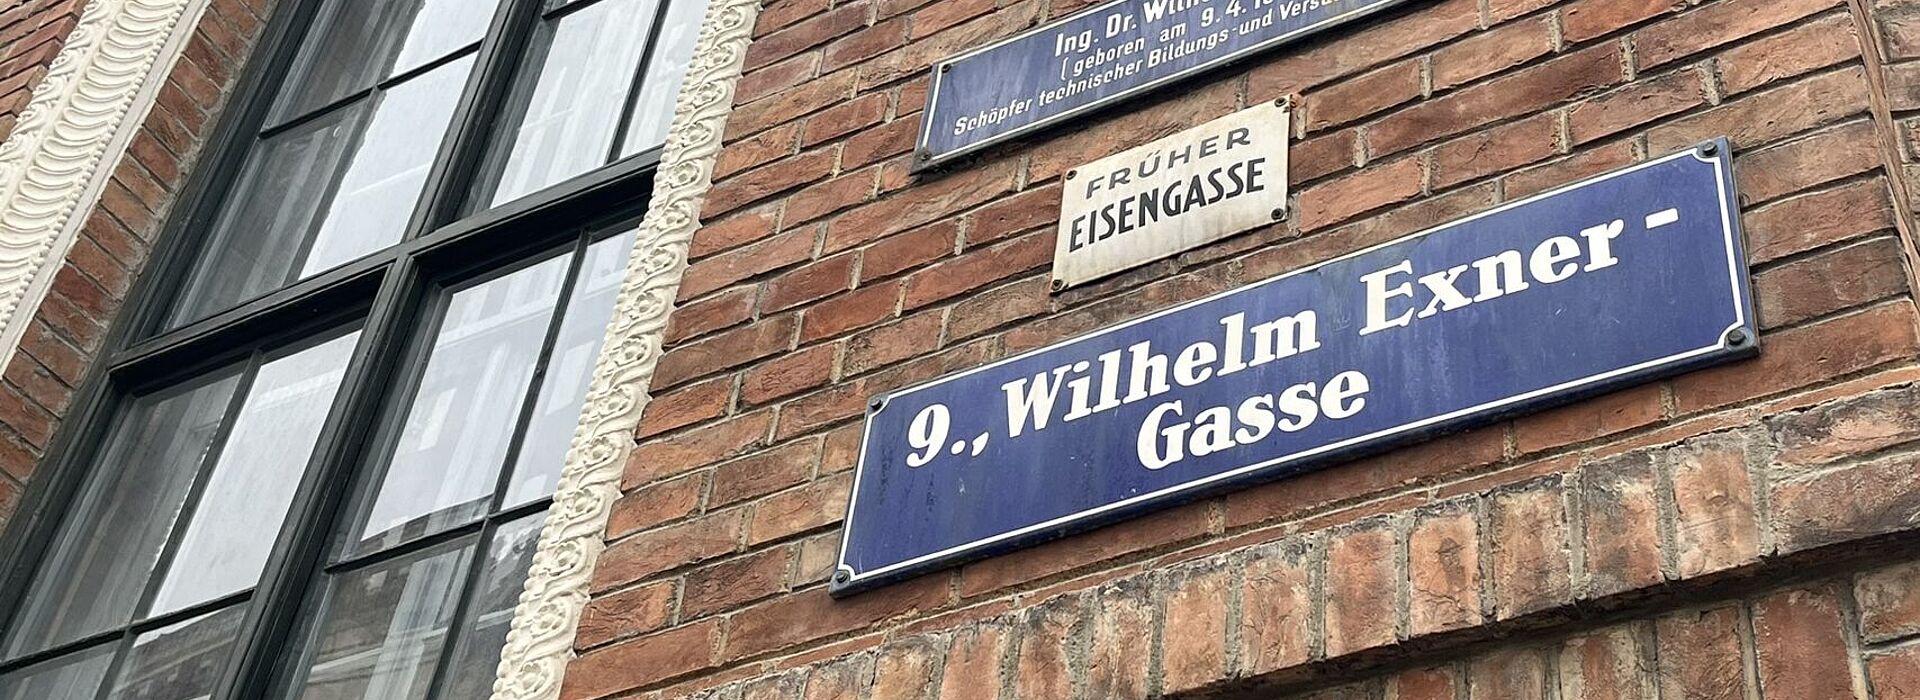 Ing. Dr.
( geboren am 9. 4.
Schöpfer technischer Bildungs- und
FRÜHER
EISENGASSE
9., Wilhelm Exner -
Gasse